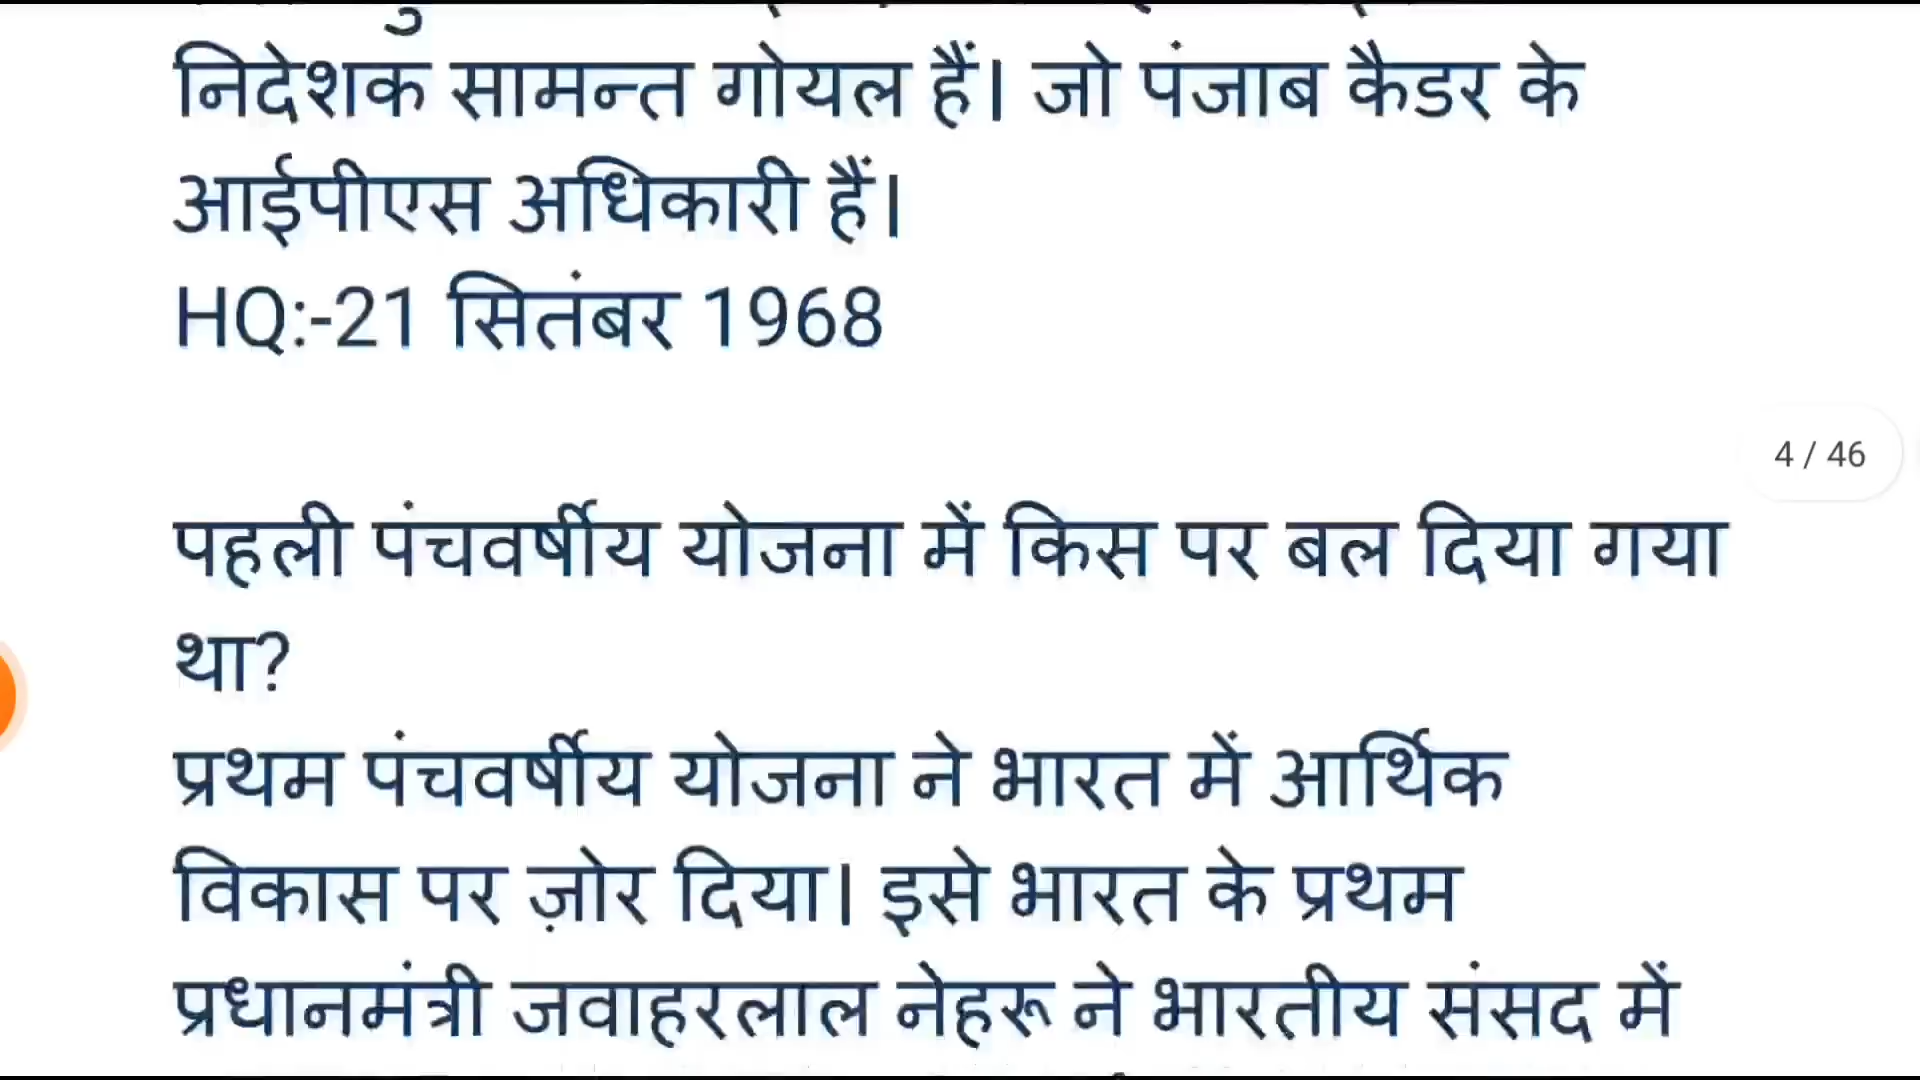 निदेशक सामन्त गोयल हैं। जो पंजाब कैडर के
आईपीएस अधिकारी हैं।
HQ:-21 सितंबर 1968
4 / 46
पहली पंचवर्षीय योजना में किस पर बल दिया गया
था?
प्रथम पंचवर्षीय योजना ने भारत में आर्थिक
विकास पर ज़ोर दिया। इसे भारत के प्रथम
प्रधानमंत्री जवाहरलाल नेहरू ने भारतीय संसद में